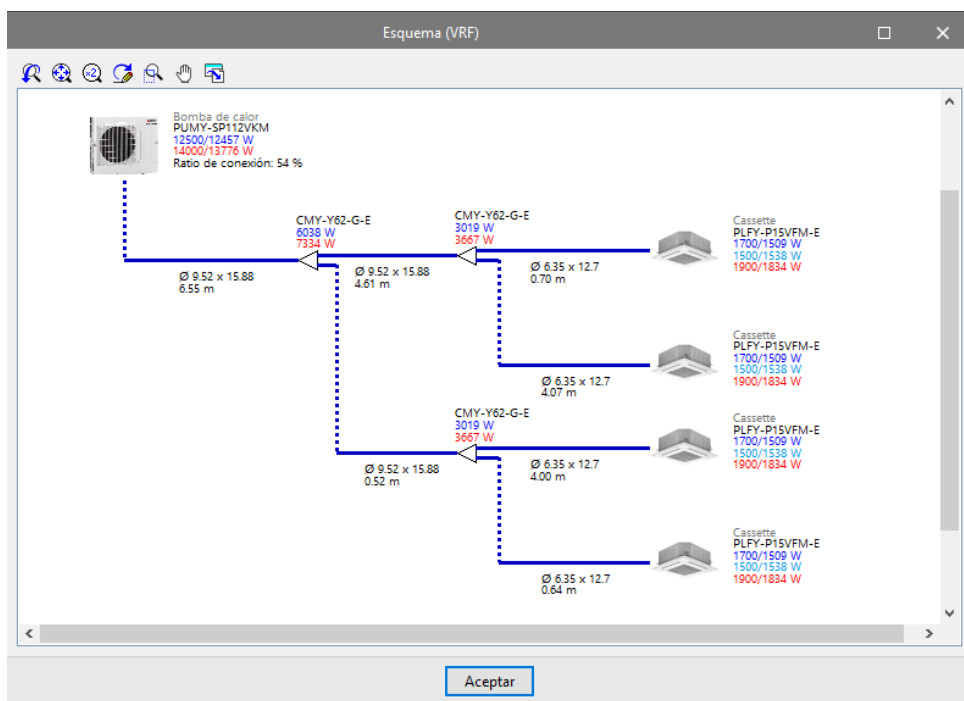 Esquema (VRF)
Bomba de calor
PUMY-SP112VKM
12500/12457 W
14000/13776 W
Ratio de conexión: 54 %
CMY-Y62-G-E
6038 W
7334 W
Ø 9.52 x 15.88
6.55 m
CMY-Y62-G-E
3019 W
3667 W
Ø 9.52 x 15.88
4.61 m
Ø 6.35 x 12.7
0.70 m
Cassette
PLFY-P15VFM-E
1700/1509 W
1500/1538 W
1900/1834 W
Ø 6.35 x 12.7
4.07 m
Cassette
PLFY-P15VFM-E
1700/1509 W
1500/1538 W
1900/1834 W
CMY-Y62-G-E
3019 W
3667 W
Ø 9.52 x 15.88
0.52 m
Ø 6.35 x 12.7
4.00 m
Cassette
PLFY-P15VFM-E
1700/1509 W
1500/1538 W
1900/1834 W
Ø 6.35 x 12.7
0.64 m
Cassette
PLFY-P15VFM-E
1700/1509 W
1500/1538 W
1900/1834 W
Aceptar